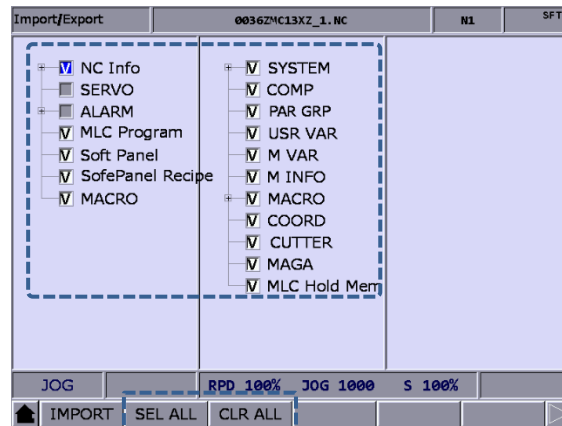 Import/Export 0036ZMC13XZ_1.NC N1 SFT
V NC Info
SERVO
ALARM
V MLC Program
V Soft Panel
V SofePanel Recipe
V MACRO
V SYSTEM
V COMP
V PAR GRP
V USR VAR
V M VAR
V M INFO
V MACRO
V COORD
V CUTTER
V MAGA
V MLC Hold Mem
JOG RPD 100% JOG 1000 S 100%
IMPORT SEL ALL CLR ALL